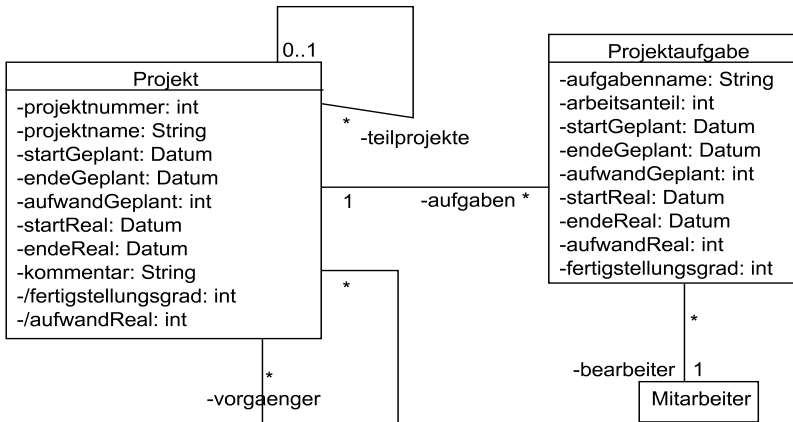 0..1
Projekt
-projektnummer: int
-projektname: String
-startGeplant: Datum
-endeGeplant: Datum
-aufwandGeplant: int
-startReal: Datum
-endeReal: Datum
-kommentar: String
-/fertigstellungsgrad: int
-/aufwandReal: int
*
-teilprojekte
1
-aufgaben *
*
*
-vorgaenger
Projektaufgabe
-aufgabenname: String
-arbeitsanteil: int
-startGeplant: Datum
-endeGeplant: Datum
-aufwandGeplant: int
-startReal: Datum
-endeReal: Datum
-aufwandReal: int
-fertigstellungsgrad: int
*
-bearbeiter 1
Mitarbeiter